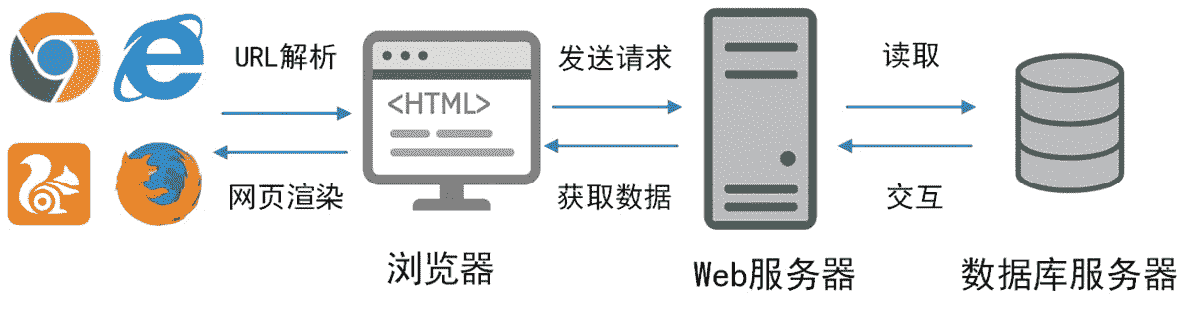 URL解析
发送请求
读取
<HTML>
网页渲染
获取数据
交互
浏览器
Web服务器
数据库服务器